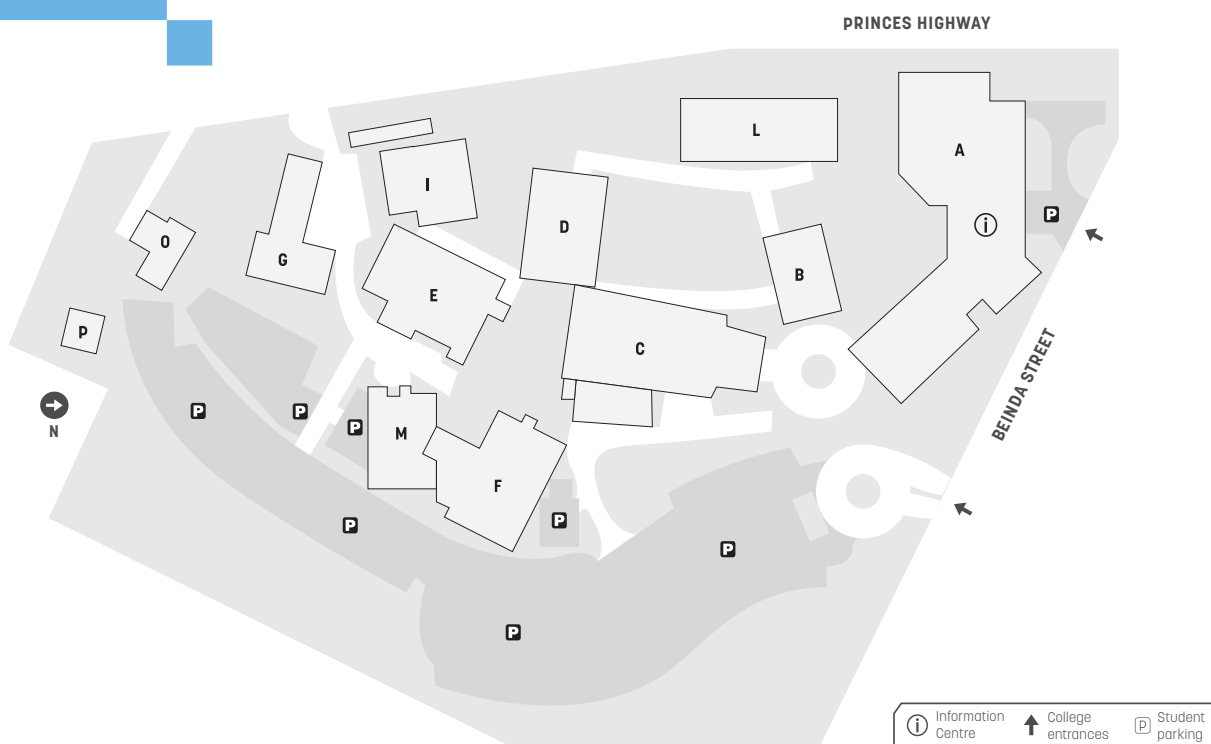 PRINCES HIGHWAY
L
A
I
D
i
P
O
G
B
E
P
C
BEINDA STREET
N
P
P
P
M
F
P
P
P
P
i
Information
Centre
College
entrances
P
Student
parking